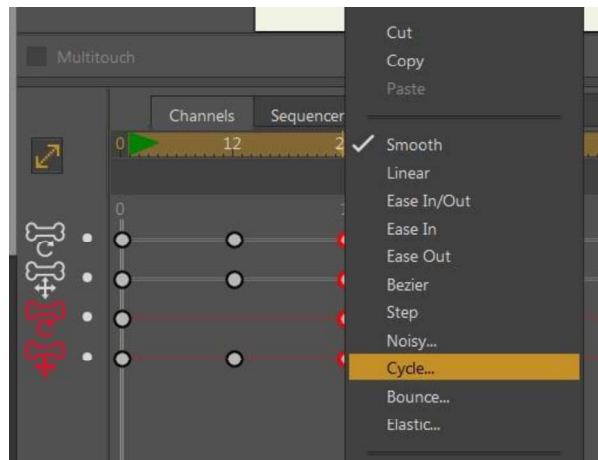 Cut
Copy
Multitouch
Paste
Channels Sequencer
0 12 2
Smooth
Linear
Ease In/Out
0
Ease In
Ease Out
Bezier
Step
Noisy...
Cycle...
Bounce...
Elastic...